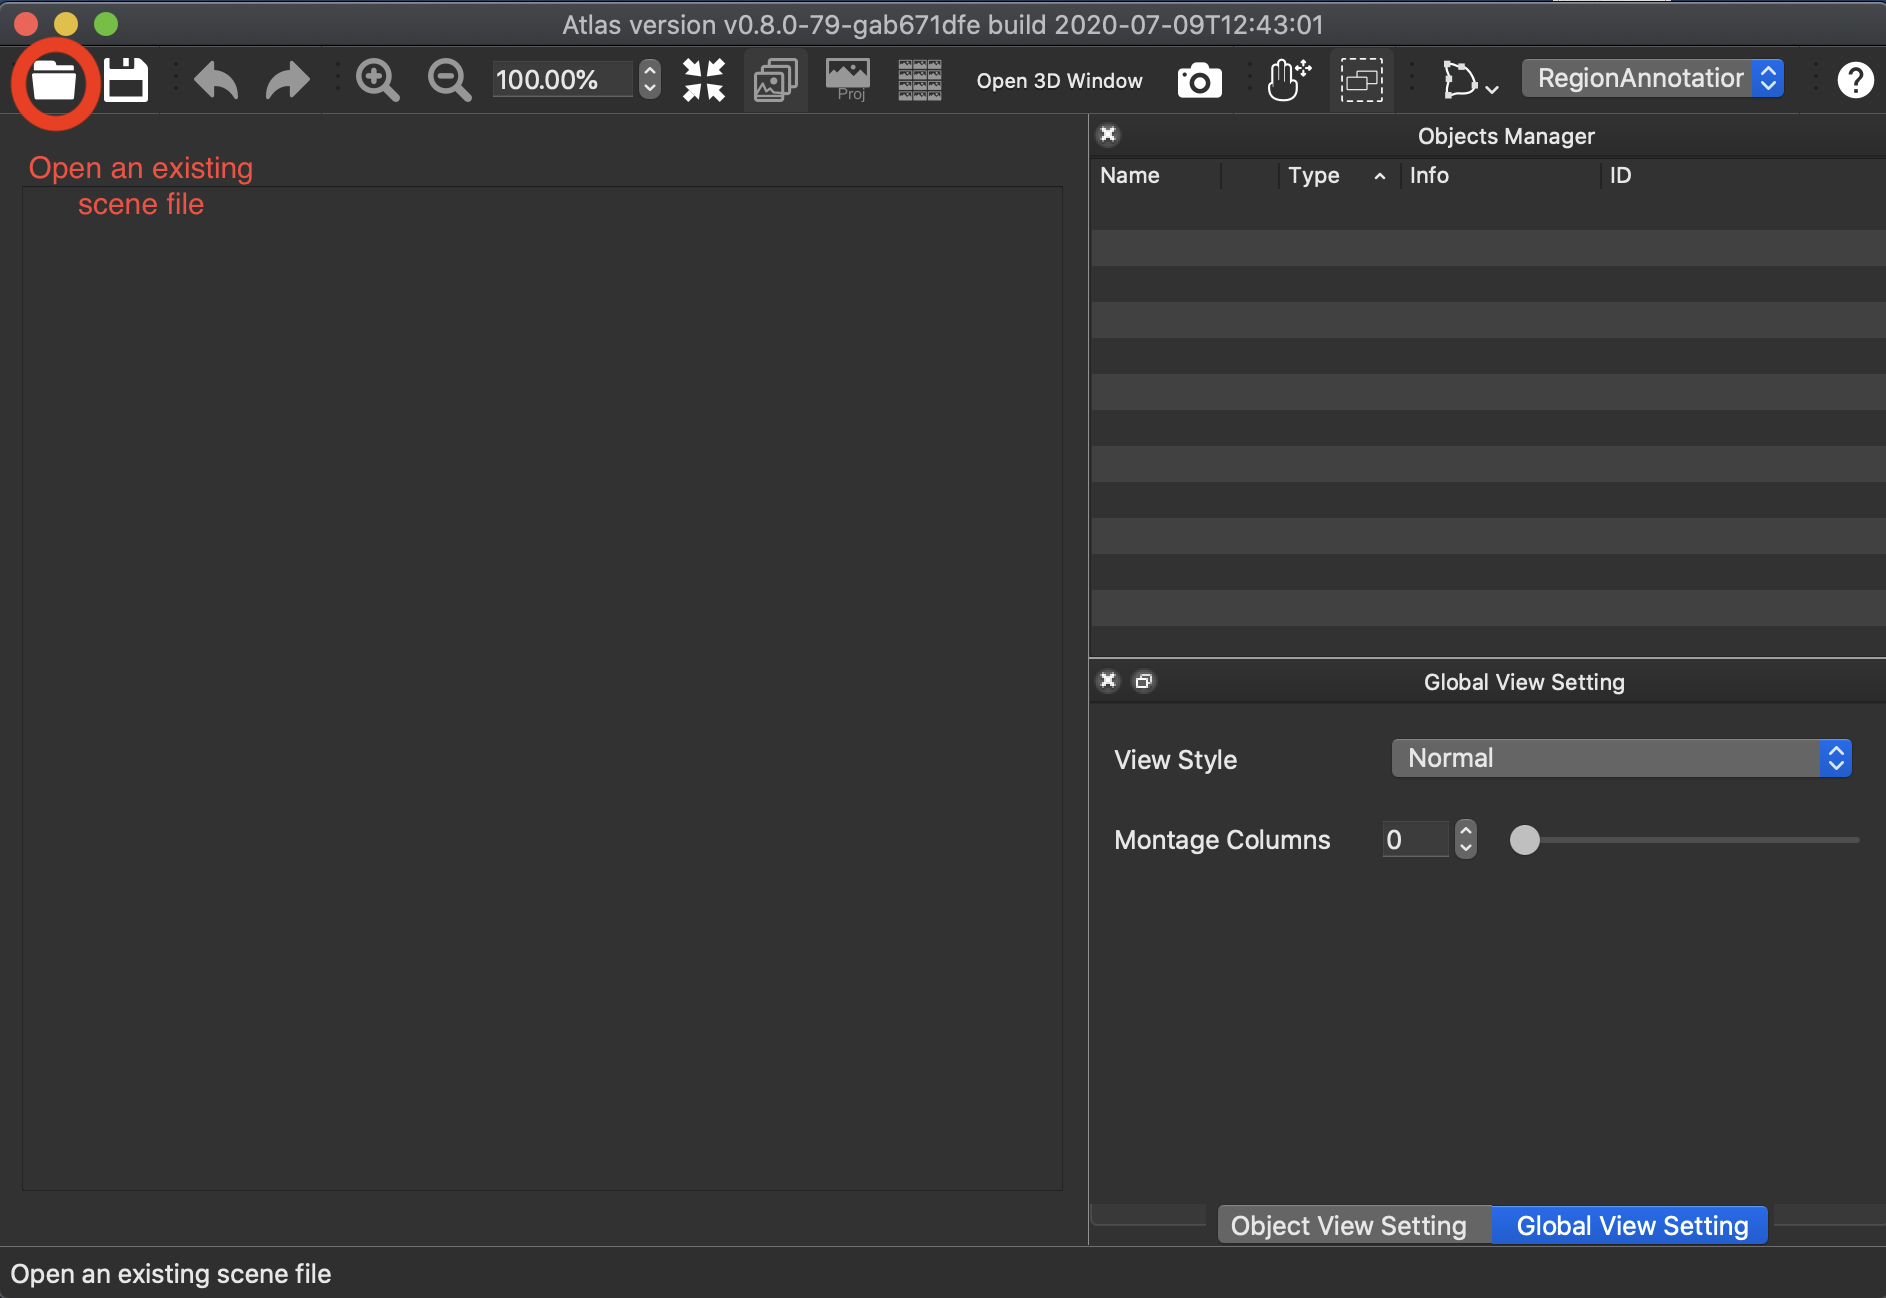 Atlas version v0.8.0-79-gab671dfe build 2020-07-09T12:43:01
100.00%
Proj
Open 3D Window
RegionAnnotation
?
Open an existing
scene file
Objects Manager
Name Type Info ID
Global View Setting
View Style Normal
Montage Columns 0
Object View Setting Global View Setting
Open an existing scene file